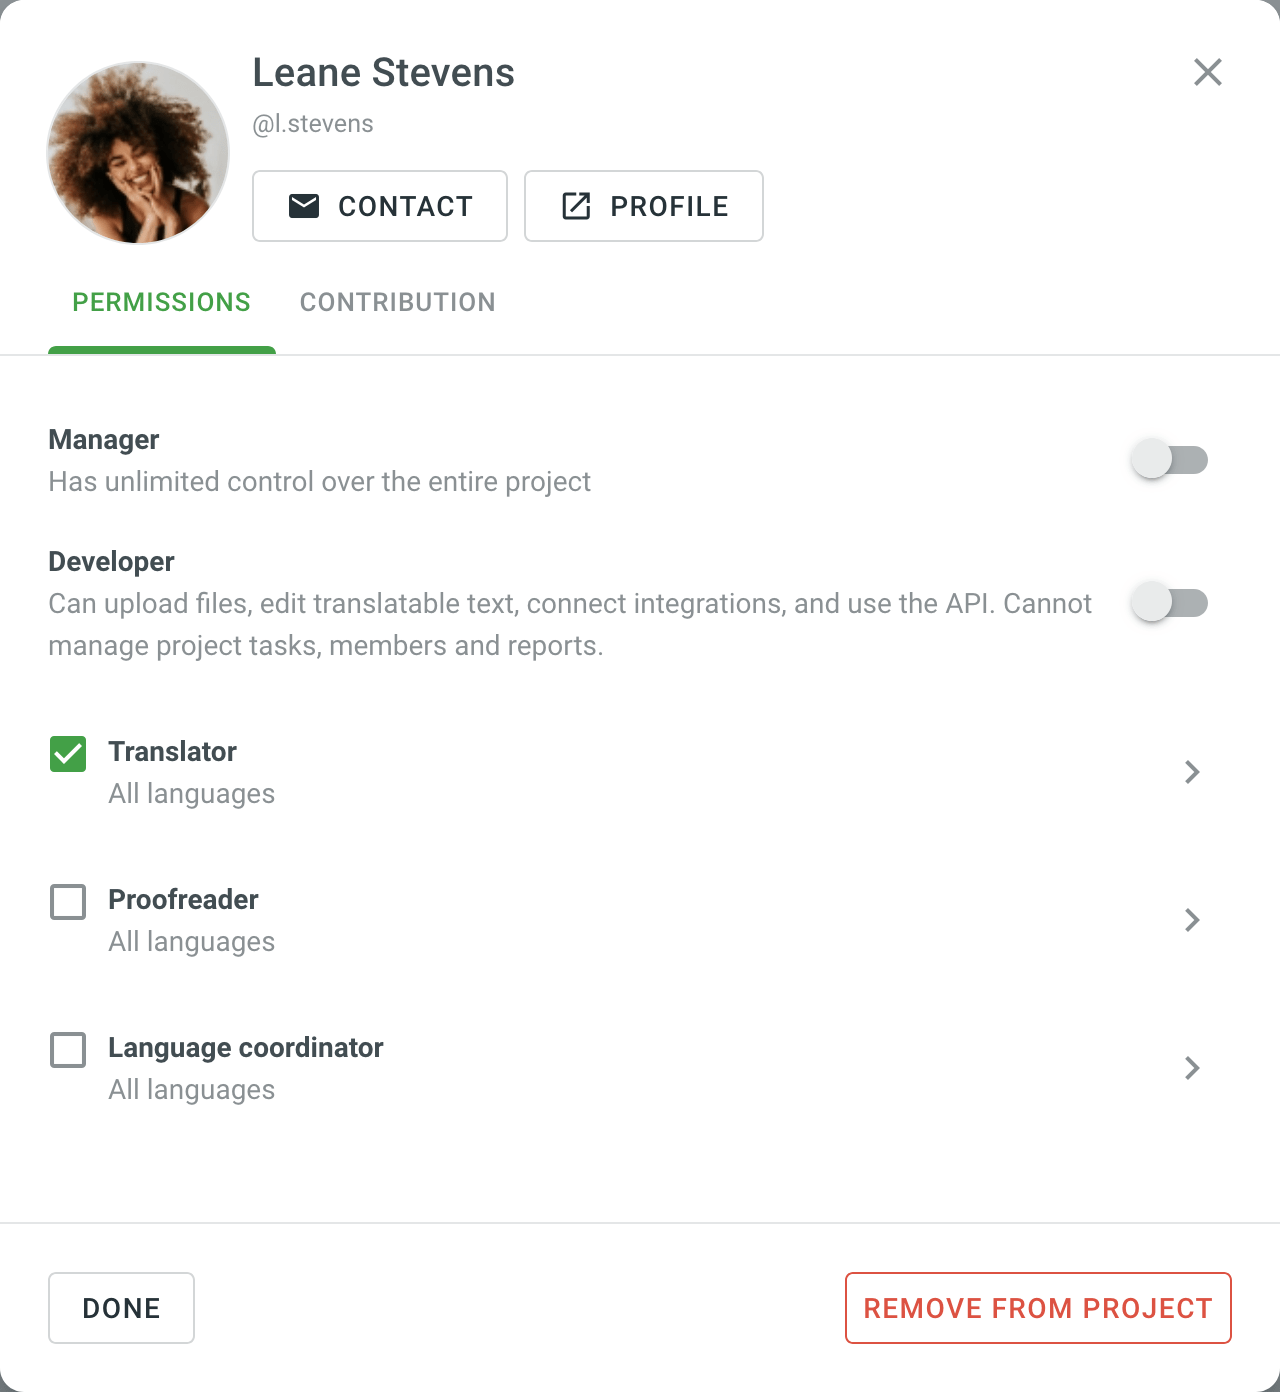 Leane Stevens
@l.stevens
CONTACT PROFILE
PERMISSIONS CONTRIBUTION
Manager
Has unlimited control over the entire project
Developer
Can upload files, edit translatable text, connect integrations, and use the API. Cannot
manage project tasks, members and reports.
Translator
All languages
Proofreader
All languages
Language coordinator
All languages
DONE REMOVE FROM PROJECT